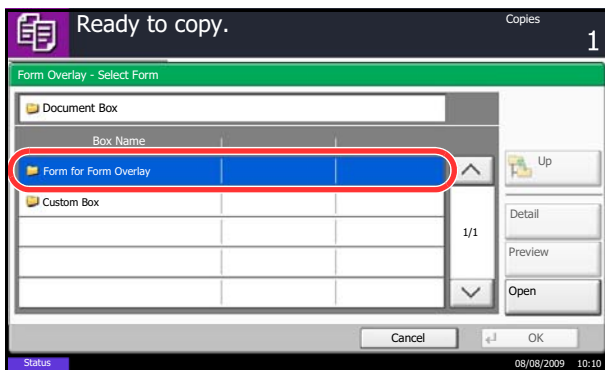 Ready to copy.
Copies
1
Form Overlay - Select Form
Document Box
Box Name
Form for Form Overlay
Up
Custom Box
Detail
1/1
Preview
Open
Cancel
OK
Status
08/08/2009 10:10